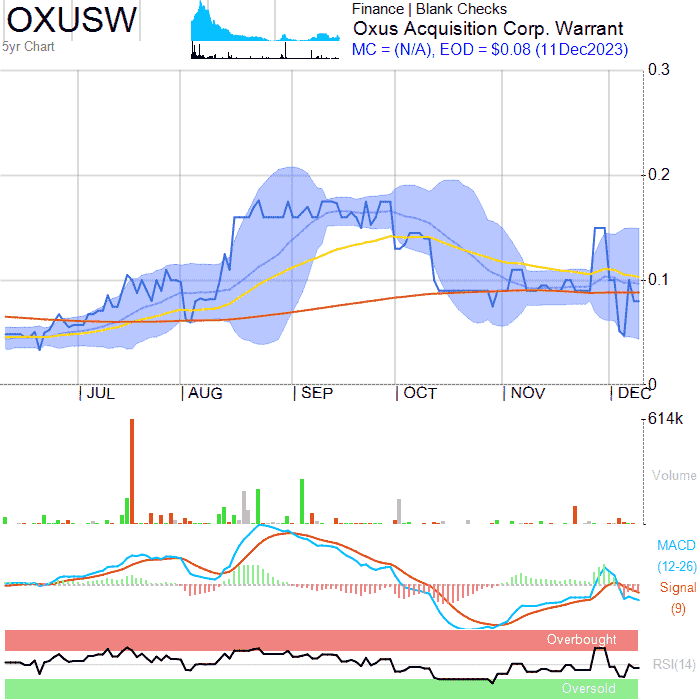 OXUSW
5yr Chart
Finance | Blank Checks
Oxus Acquisition Corp. Warrant
MC = (N/A), EOD = $0.08 (11Dec2023)
0.3
0.2
0.1
0
JUL
AUG
SEP
OCT
NOV
DEC
614k
Volume
MACD
(12-26)
Signal
(9)
Overbought
RSI(14)
Oversold